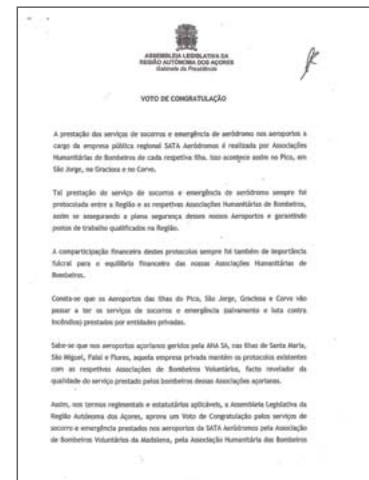 ASSEMBLEIA LEGISLATIVA DA
REGIÃO AUTÓNOMA DOS AÇORES
Gabinete da Presidência
VOTO DE CONGRATULAÇÃO
A prestação dos serviços de socorros e emergência de aeródromo nos aeroportos a
cargo da empresa pública regional SATA Aeródromos é realizada por Associações
Humanitárias de Bombeiros de cada respetiva ilha. Isso acontece assim no Pico, em
São Jorge, na Graciosa e no Corvo.
Tal prestação de serviço de socorros e emergência de aeródromo sempre foi
protocolada entre a Região e as respetivas Associações Humanitárias de Bombeiros,
assim se assegurando a plena segurança desses nossos Aeroportos e garantindo
postos de trabalho qualificados na Região.
A comparticipação financeira destes protocolos sempre foi também de importância
fulcral para o equilíbrio financeiro das nossas Associações Humanitárias de
Bombeiros.
Consta-se que os Aeroportos das ilhas do Pico, São Jorge, Graciosa e Corvo vão
passar a ter os serviços de socorros e emergência (salvamento e luta contra
incêndios) prestados por entidades privadas.
Sabe-se que nos aeroportos açorianos geridos pela ANA SA, nas ilhas de Santa Maria,
São Miguel, Faial e Flores, aquela empresa privada mantém os protocolos existentes
com as respetivas Associações de Bombeiros Voluntários, facto revelador da
qualidade do serviço prestado pelos bombeiros dessas Associações açorianas.
Assim, nos termos regimentais e estatutários aplicáveis, a Assembleia Legislativa da
Região Autónoma dos Açores, aprova um Voto de Congratulação pelos serviços de
socorro e emergência prestados nos aeroportos da SATA Aeródromos pela Associação
de Bombeiros Voluntários da Madalena, pela Associação Humanitária dos Bombeiros